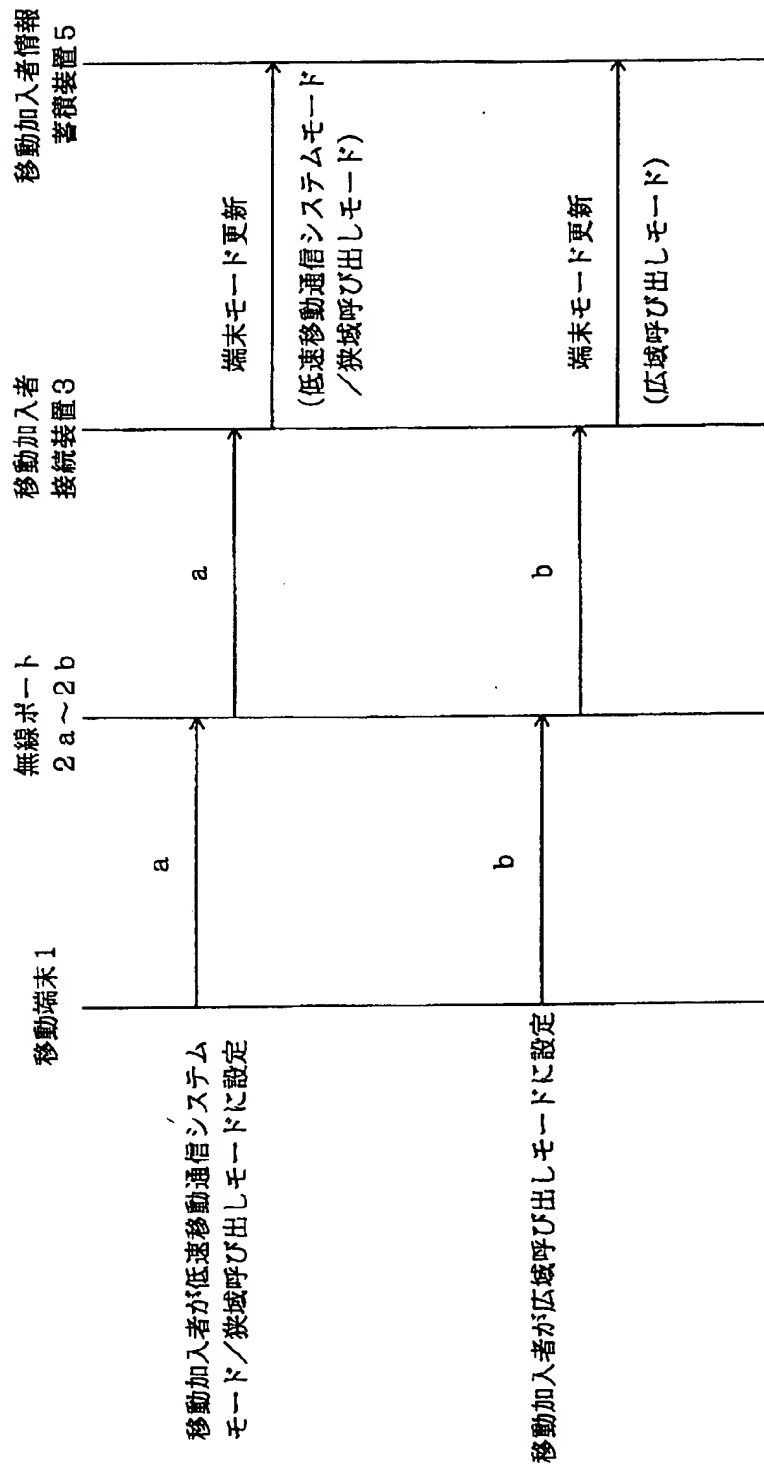 移動端末1
無線ポート
2a~2b
移動加入者
接続装置3
移動加入者情報
蓄積装置5
移動加入者が低速移動通信システム
モード/狭域呼び出しモードに設定
a
a
端末モード更新
(低速移動通信システムモード
/狭域呼び出しモード)
移動加入者が広域呼び出しモードに設定
b
b
端末モード更新
(広域呼び出しモード)